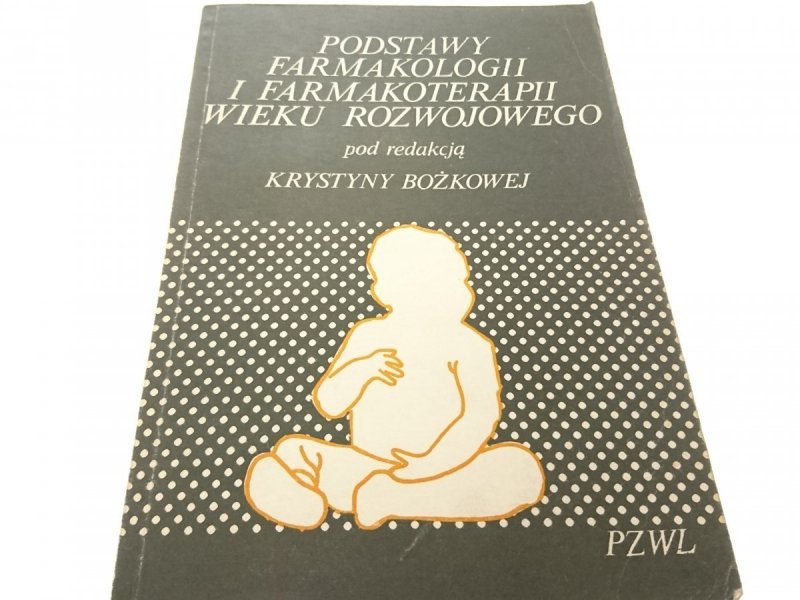 PODSTAWY
FARMAKOLOGII
I FARMAKOTERAPII
WIEKU ROZWOJOWEGO
pod redakcją
KRYSTYNY BOŻKOWEJ
PZWL